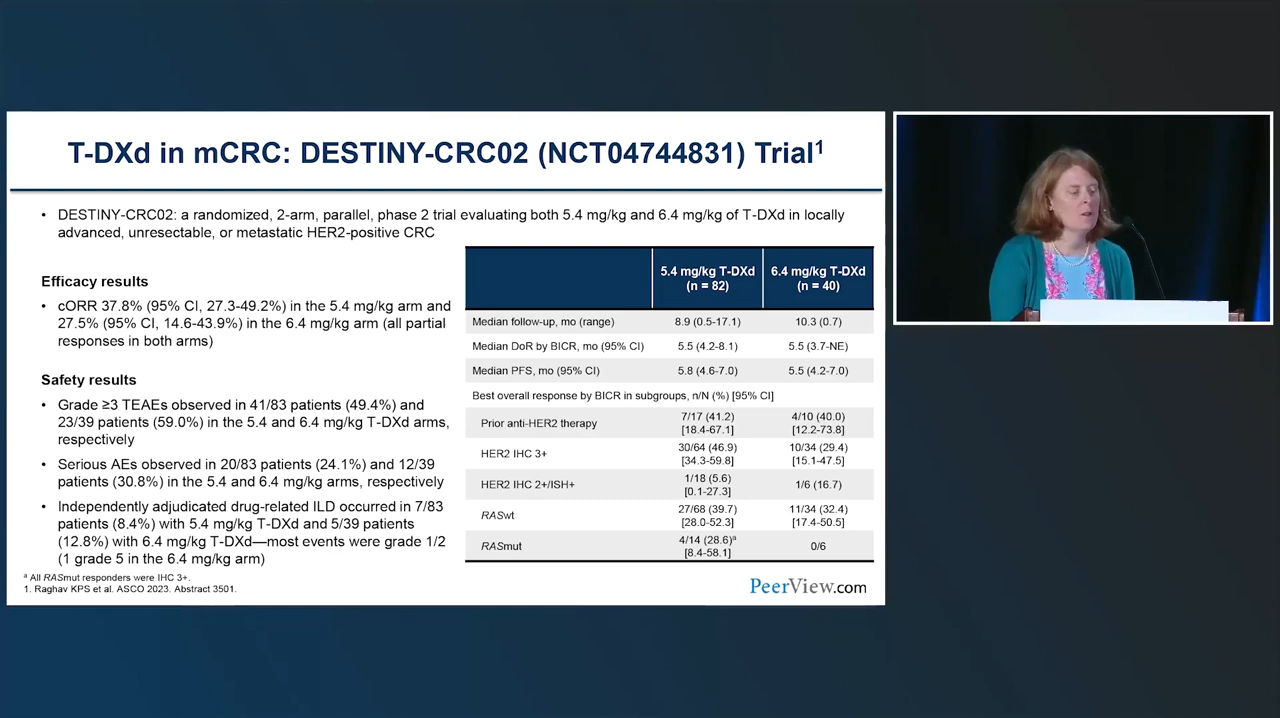 T-DXd in mCRC: DESTINY-CRC02 (NCT04744831) Trial1
• DESTINY-CRC02: a randomized, 2-arm, parallel, phase 2 trial evaluating both 5.4 mg/kg and 6.4 mg/kg of T-DXd in locally
advanced, unresectable, or metastatic HER2-positive CRC
Efficacy results
• cORR 37.8% (95% CI, 27.3-49.2%) in the 5.4 mg/kg arm and
27.5% (95% CI, 14.6-43.9%) in the 6.4 mg/kg arm (all partial
responses in both arms)
Safety results
• Grade ≥3 TEAEs observed in 41/83 patients (49.4%) and
23/39 patients (59.0%) in the 5.4 and 6.4 mg/kg T-DXd arms,
respectively
• Serious AEs observed in 20/83 patients (24.1%) and 12/39
patients (30.8%) in the 5.4 and 6.4 mg/kg arms, respectively
• Independently adjudicated drug-related ILD occurred in 7/83
patients (8.4%) with 5.4 mg/kg T-DXd and 5/39 patients
(12.8%) with 6.4 mg/kg T-DXd—most events were grade 1/2
(1 grade 5 in the 6.4 mg/kg arm)
5.4 mg/kg T-DXd 6.4 mg/kg T-DXd
(n = 82) (n = 40)
Median follow-up, mo (range) 8.9 (0.5-17.1) 10.3 (0.7)
Median DoR by BICR, mo (95% CI) 5.5 (4.2-8.1) 5.5 (3.7-NE)
Median PFS, mo (95% CI) 5.8 (4.6-7.0) 5.5 (4.2-7.0)
Best overall response by BICR in subgroups, n/N (%) [95% CI]
Prior anti-HER2 therapy 7/17 (41.2) 4/10 (40.0)
[18.4-67.1] [12.2-73.8]
HER2 IHC 3+ 30/64 (46.9) 10/34 (29.4)
[34.3-59.8] [15.1-47.5]
HER2 IHC 2+/ISH+ 1/18 (5.6) 1/6 (16.7)
[0.1-27.3]
RASwt 27/68 (39.7) 11/34 (32.4)
[28.0-52.3] [17.4-50.5]
RASmut 4/14 (28.6)a 0/6
[8.4-58.1]
a All RASmut responders were IHC 3+.
1. Raghav KPS et al. ASCO 2023. Abstract 3501.
PeerView.com